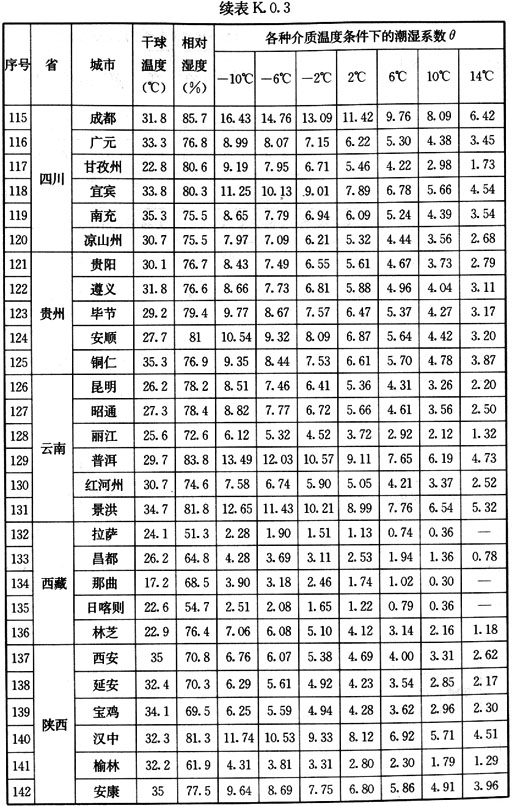 续表 K.0.3
序号 省 城市 干球温度(℃) 相对湿度(%) 各种介质温度条件下的潮湿系数 θ
−10℃ −6℃ −2℃ 2℃ 6℃ 10℃ 14℃
115 四川 成都 31.8 85.7 16.43 14.76 13.09 11.42 9.76 8.09 6.42
116 广元 33.3 76.8 8.99 8.07 7.15 6.22 5.30 4.38 3.45
117 甘孜州 22.8 80.6 9.19 7.95 6.71 5.46 4.22 2.98 1.73
118 宜宾 33.8 80.3 11.25 10.13 9.01 7.89 6.78 5.66 4.54
119 南充 35.3 75.5 8.65 7.79 6.94 6.09 5.24 4.39 3.54
120 凉山州 30.7 75.5 7.97 7.09 6.21 5.32 4.44 3.56 2.68
121 贵州 贵阳 30.1 76.7 8.43 7.49 6.55 5.61 4.67 3.73 2.79
122 遵义 31.8 76.6 8.66 7.73 6.81 5.88 4.96 4.04 3.11
123 毕节 29.2 79.4 9.77 8.67 7.57 6.47 5.37 4.27 3.17
124 安顺 27.7 81 10.54 9.32 8.09 6.87 5.64 4.42 3.20
125 铜仁 35.3 76.9 9.35 8.44 7.53 6.61 5.70 4.78 3.87
126 云南 昆明 26.2 78.2 8.51 7.46 6.41 5.36 4.31 3.26 2.20
127 昭通 27.3 78.4 8.82 7.77 6.72 5.66 4.61 3.56 2.50
128 丽江 25.6 72.6 6.12 5.32 4.52 3.72 2.92 2.12 1.32
129 普洱 29.7 83.8 13.49 12.03 10.57 9.11 7.65 6.19 4.73
130 红河州 30.7 74.6 7.58 6.74 5.90 5.05 4.21 3.37 2.52
131 景洪 34.7 81.8 12.65 11.43 10.21 8.99 7.76 6.54 5.32
132 西藏 拉萨 24.1 51.3 2.28 1.90 1.51 1.13 0.74 0.36 —
133 昌都 26.2 64.8 4.28 3.69 3.11 2.53 1.94 1.36 0.78
134 那曲 17.2 68.5 3.90 3.18 2.46 1.74 1.02 0.30 —
135 日喀则 22.6 54.7 2.51 2.08 1.65 1.22 0.79 0.36 —
136 林芝 22.9 76.4 7.06 6.08 5.10 4.12 3.14 2.16 1.18
137 陕西 西安 35 70.8 6.76 6.07 5.38 4.69 4.00 3.31 2.62
138 延安 32.4 70.3 6.29 5.61 4.92 4.23 3.54 2.85 2.17
139 宝鸡 34.1 69.5 6.25 5.59 4.94 4.28 3.62 2.96 2.30
140 汉中 32.3 81.3 11.74 10.53 9.33 8.12 6.92 5.71 4.51
141 榆林 32.2 61.9 4.31 3.81 3.31 2.80 2.30 1.79 1.29
142 安康 35 77.5 9.64 8.69 7.75 6.80 5.86 4.91 3.96